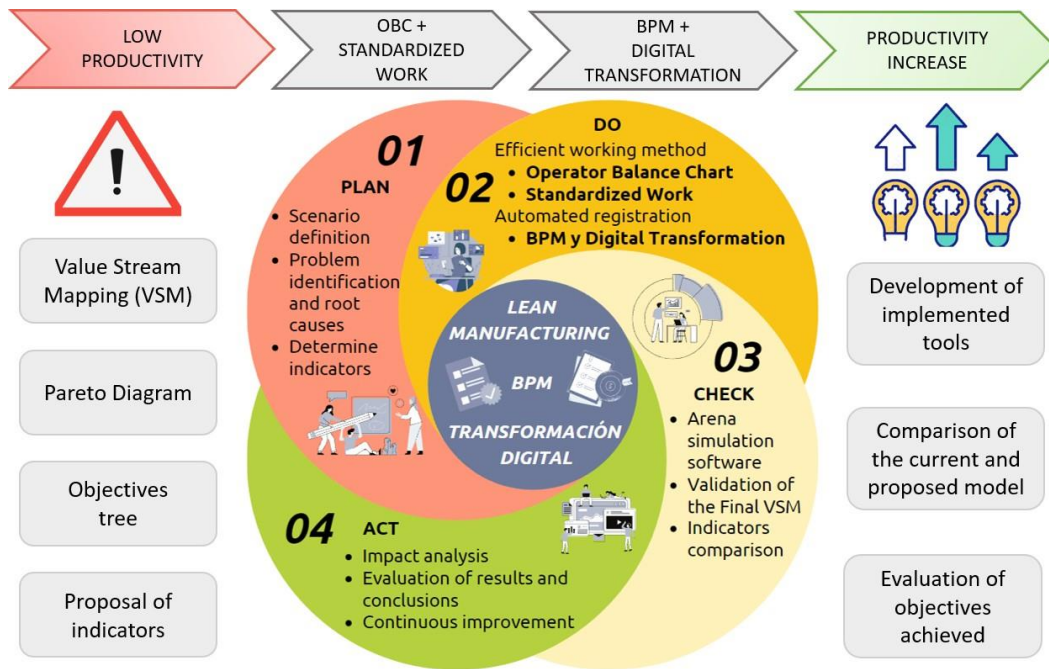 LOW
PRODUCTIVITY
OBC +
STANDARDIZED
WORK
BPM +
DIGITAL
TRANSFORMATION
PRODUCTIVITY
INCREASE
Value Stream
Mapping (VSM)
Pareto Diagram
Objectives
tree
Proposal of
indicators
01
PLAN
• Scenario
definition
• Problem
identification
and root
causes
• Determine
indicators
02
DO
Efficient working method
• Operator Balance Chart
• Standardized Work
Automated registration
• BPM y Digital Transformation
LEAN
MANUFACTURING
BPM
TRANSFORMACIÓN
DIGITAL
03
CHECK
• Arena
simulation
software
• Validation of
the Final VSM
• Indicators
comparison
04
ACT
• Impact analysis
• Evaluation of results and
conclusions
• Continuous improvement
Development of
implemented
tools
Comparison of
the current and
proposed model
Evaluation of
objectives
achieved